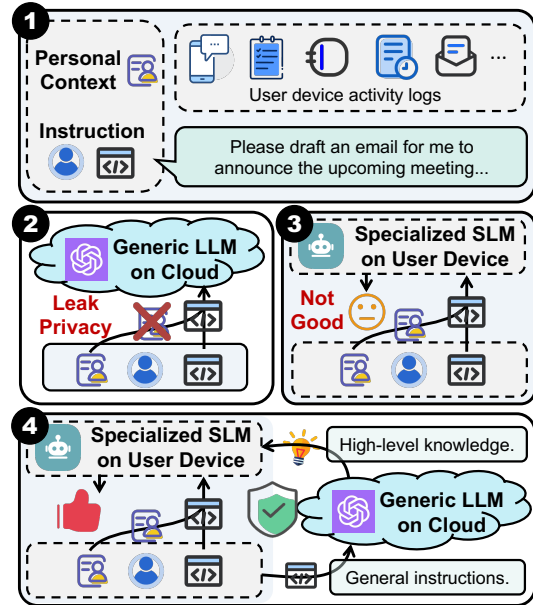 1
Personal
Context
User device activity logs
...
Instruction
</>
Please draft an email for me to
announce the upcoming meeting...
2
Generic LLM
on Cloud
Leak
Privacy
</>
</>
3
Specialized SLM
on User Device
Not
Good
</>
</>
4
Specialized SLM
on User Device
High-level knowledge.
Generic LLM
on Cloud
</>
</>
</>
General instructions.